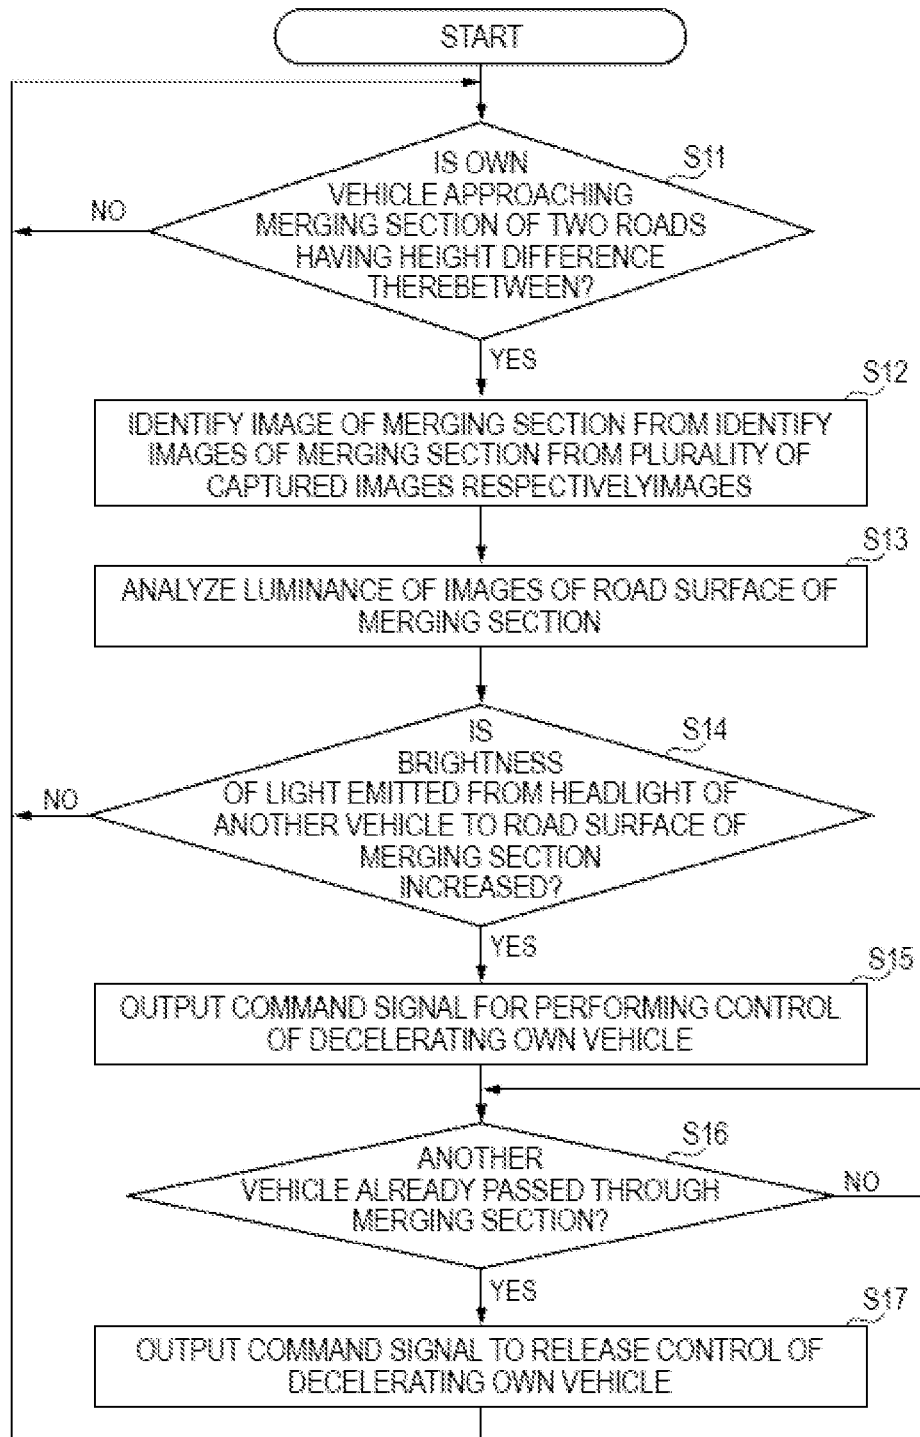 START
IS OWN
VEHICLE APPROACHING
MERGING SECTION OF TWO ROADS
HAVING HEIGHT DIFFERENCE
THEREBETWEEN?
S11
NO
YES
S12
IDENTIFY IMAGE OF MERGING SECTION FROM IDENTIFY
IMAGES OF MERGING SECTION FROM PLURALITY OF
CAPTURED IMAGES RESPECTIVELYIMAGES
S13
ANALYZE LUMINANCE OF IMAGES OF ROAD SURFACE OF
MERGING SECTION
S14
IS
BRIGHTNESS
OF LIGHT EMITTED FROM HEADLIGHT OF
ANOTHER VEHICLE TO ROAD SURFACE OF
MERGING SECTION
INCREASED?
NO
YES
S15
OUTPUT COMMAND SIGNAL FOR PERFORMING CONTROL
OF DECELERATING OWN VEHICLE
S16
ANOTHER
VEHICLE ALREADY PASSED THROUGH
MERGING SECTION?
NO
YES
S17
OUTPUT COMMAND SIGNAL TO RELEASE CONTROL OF
DECELERATING OWN VEHICLE